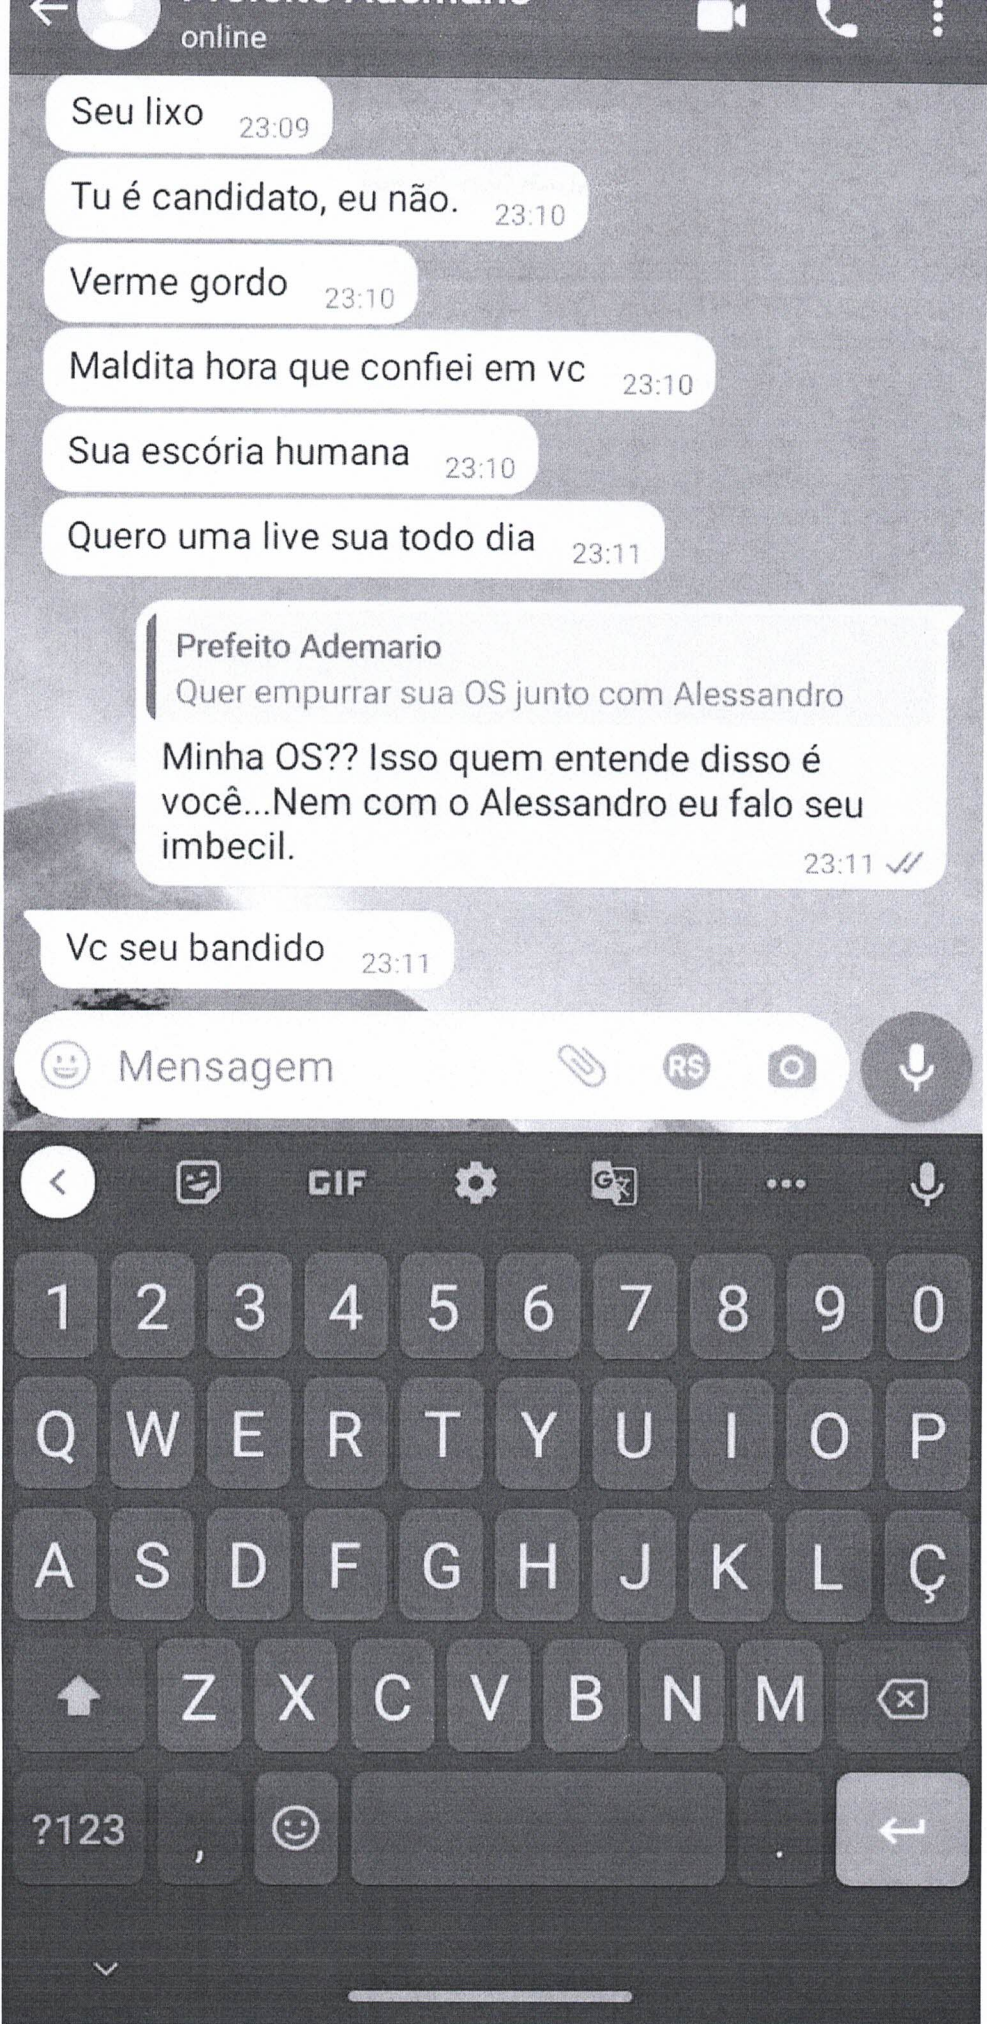 Prefeito Ademario
online
Seu lixo 23:09
Tu é candidato, eu não. 23:10
Verme gordo 23:10
Maldita hora que confiei em vc 23:10
Sua escória humana 23:10
Quero uma live sua todo dia 23:11
Prefeito Ademario
Quer empurrar sua OS junto com Alessandro
Minha OS?? Isso quem entende disso é
você...Nem com o Alessandro eu falo seu
imbecil.
23:11
Vc seu bandido 23:11
Mensagem R$
GIF G
1 2 3 4 5 6 7 8 9 0
Q W E R T Y U I O P
A S D F G H J K L Ç
Z X C V B N M
?123 , .